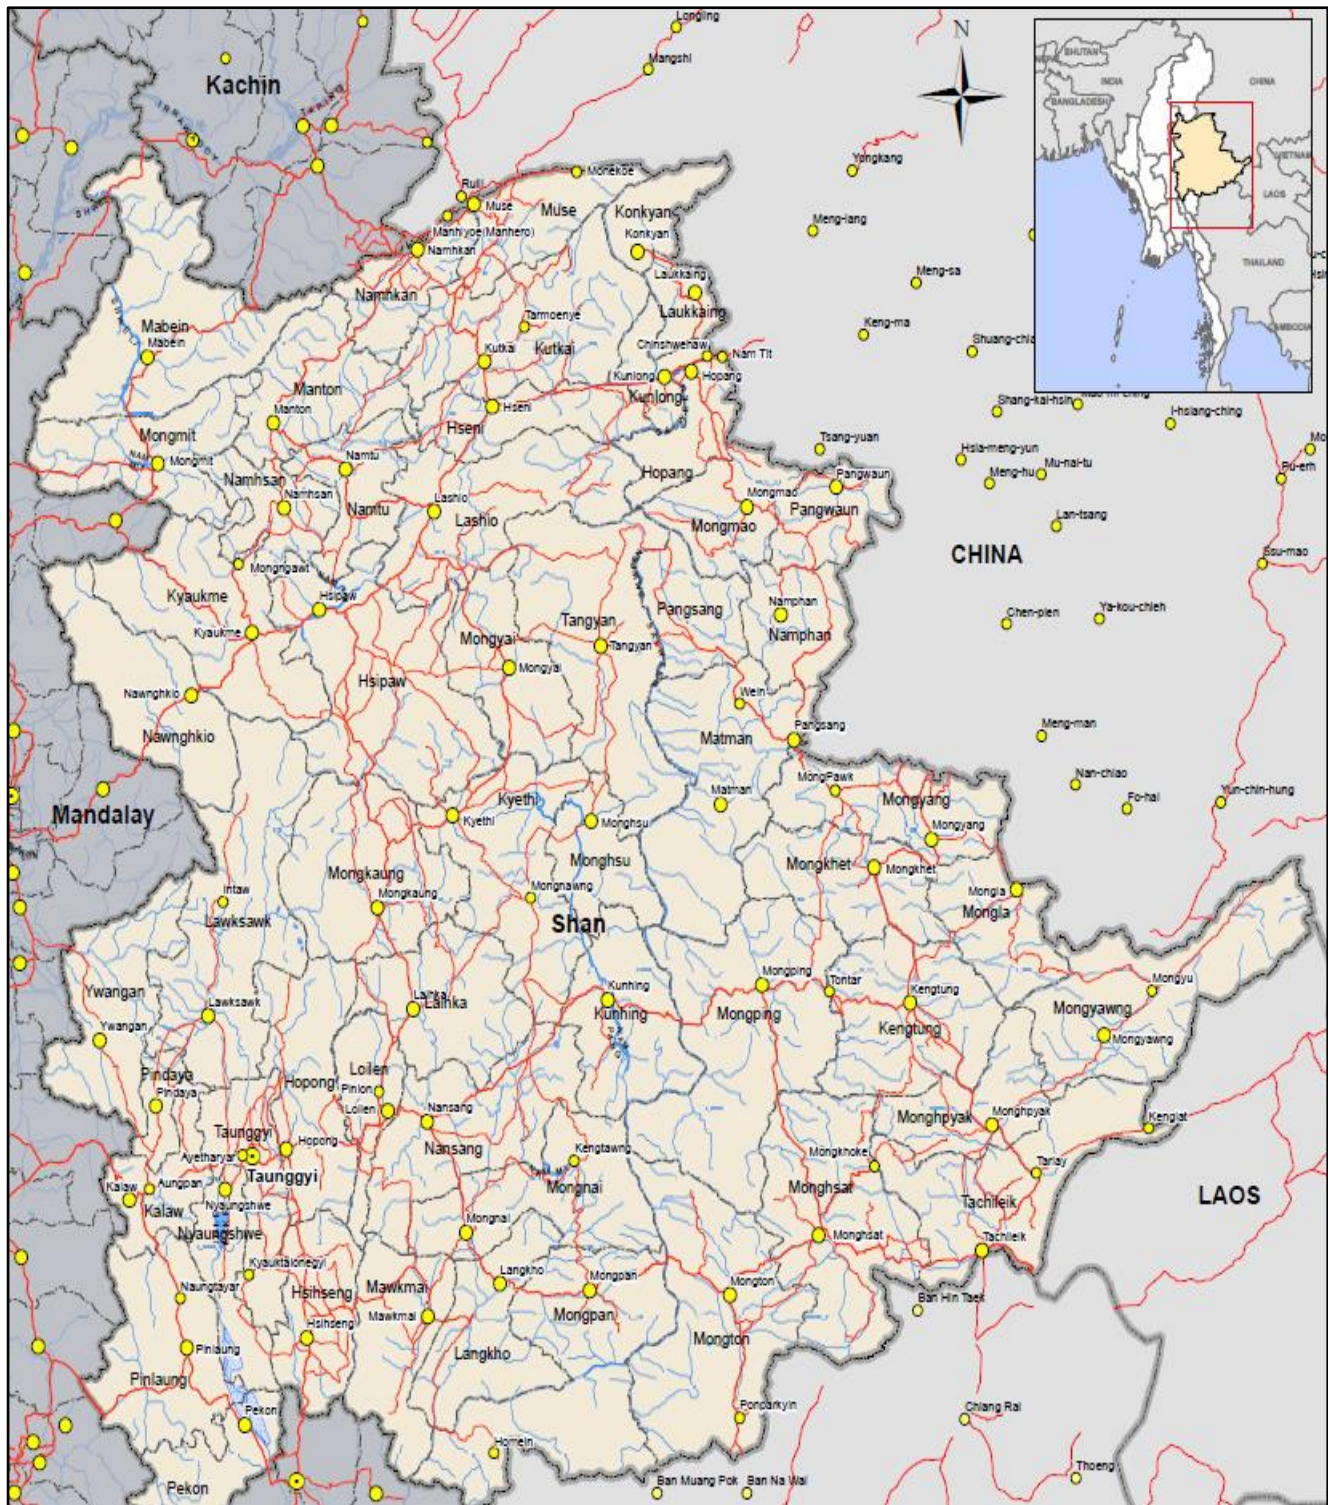 Longling
N
Mangshi
Kachin
BHUTAN
INDIA
CHINA
BANGLADESH
VIETNAM
LAOS
THAILAND
CAMBODIA
Yongkang
Monekoe
Ruili
Muse
Muse
Konkyan
Manhlyoe(Manhero)
Konkyan
Meng-lang
Namhkan
Laukkaing
Meng-sa
Namhkan
Laukkaing
Mabein
Tarmoenye
Keng-ma
Mabein
Kutkai
Kutkai
Chinshwehaw
Nam Tit
Kunlong
Hopang
Manton
Kunlong
Hseni
Shang-kai-hsin
Manton
Hseni
I-hsiang-ching
Mongmit
Tsang-yuan
Mongmit
Namtu
Hopang
Hsia-meng-yun
Mu-nai-tu
Meng-hu
Pu-erh
Namhsan
Pangwaun
Namhsan
Namtu
Lashio
Mongmao
Lashio
Mongmao
Pangwaun
Lan-tsang
Mongngawt
CHINA
Ssu-mao
Kyaukme
Hsipaw
Pangsang
Namphan
Chen-pien
Ya-kou-chieh
Kyaukme
Tangyan
Namphan
Mongyai
Tangyan
Mongyai
Hsipaw
Nawnghkio
Wein
Nawnghkio
Matman
Pangsang
Meng-man
MongPawk
Nan-chiao
Kyethi
Matman
Mongyang
Yun-chin-hung
Mandalay
Kyethi
Monghsu
Fo-hai
Mongyang
Monghsu
Mongkhet
Mongkhet
Mongkaung
Intaw
Mongkaung
Mongnawng
Mongla
Lawksawk
Shan
Mongla
Mongping
Tontar
Mongyu
Ywangan
Laihka
Kunhing
Kengtung
Lawksawk
Laihka
Kunhing
Mongping
Kengtung
Mongyawng
Ywangan
Mongyawng
Pindaya
Loilen
Hopong
Pinlon
Pindaya
Loilen
Nansang
Monghpyak
Monghpyak
Kenglat
Taunggyi
Hopong
Nansang
Ayetharyar
Kengtawng
Mongkhoke
Tarlay
Taunggyi
Mongnai
Monghsat
Kalaw
Aungpan
Nyaungshwe
LAOS
Kalaw
Tachileik
Nyaungshwe
Mongnai
Monghsat
Tachileik
Kyauktalonegyi
Langkho
Mongpan
Mongton
Naungtayar
Hsihseng
Mawkmai
Ban Hin Taek
Mawkmai
Mongpan
Hsihseng
Mongton
Pinlaung
Langkho
Pinlaung
Pekon
Ponparkyin
Chiang Rai
Homein
Pekon
Ban Muang Pok
Ban Na Wai
Thoeng